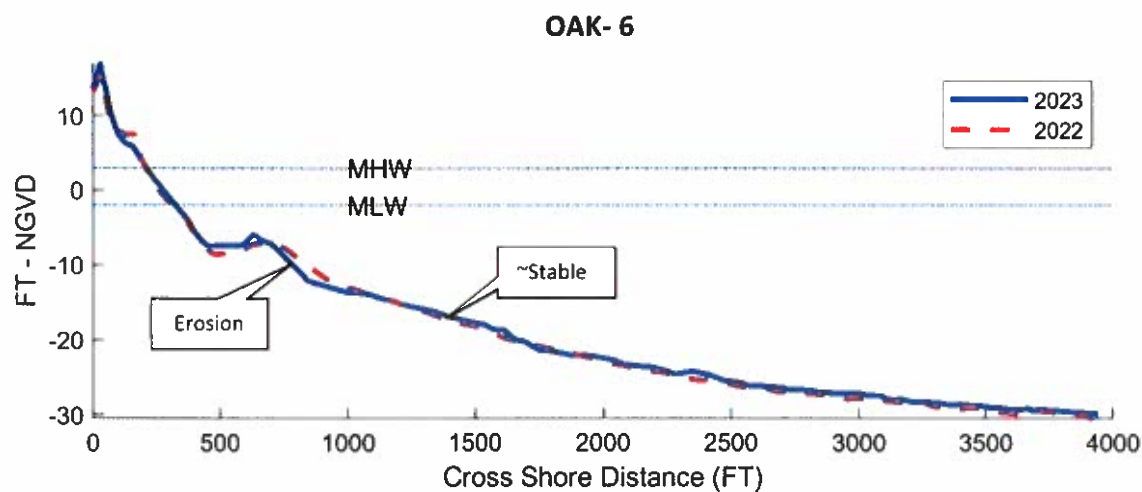 OAK- 6
2023
2022
10
0
-10
-20
-30
FT - NGVD
MHW
MLW
Erosion
~Stable
0 500 1000 1500 2000 2500 3000 3500 4000
Cross Shore Distance (FT)